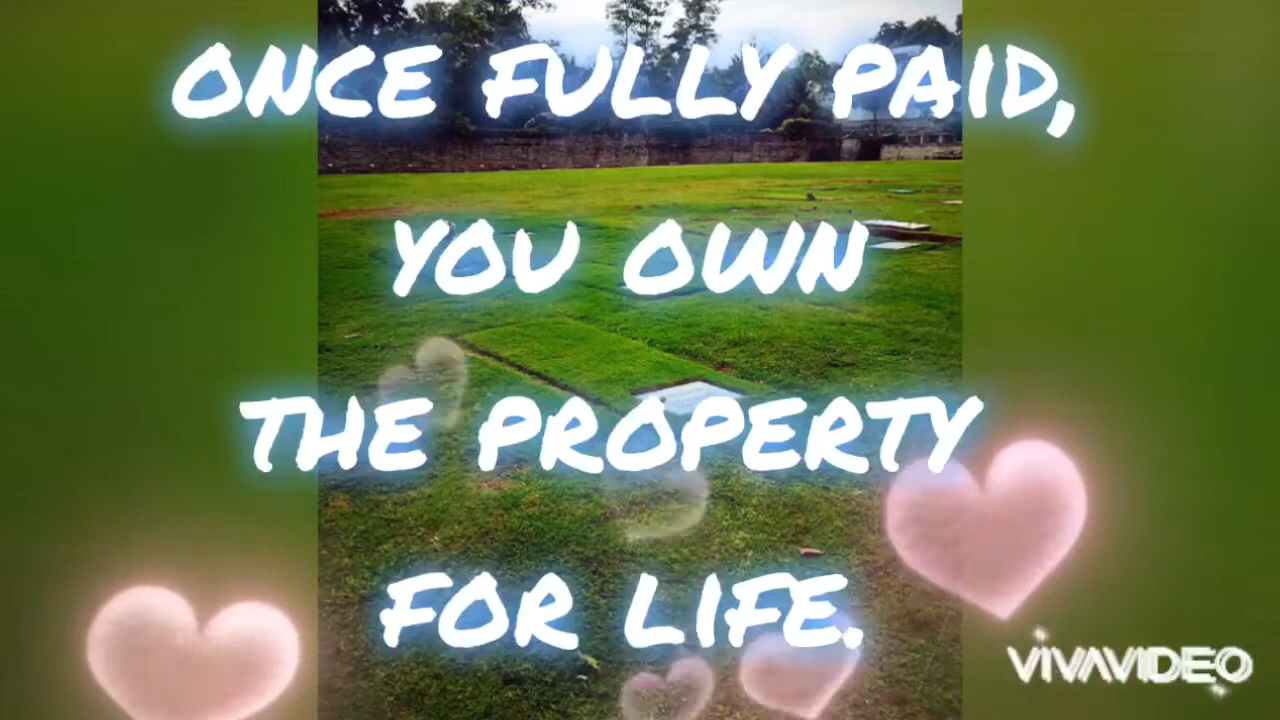 ONCE FULLY PAID,
YOU OWN
THE PROPERTY
FOR LIFE.
VIVAVIDEO